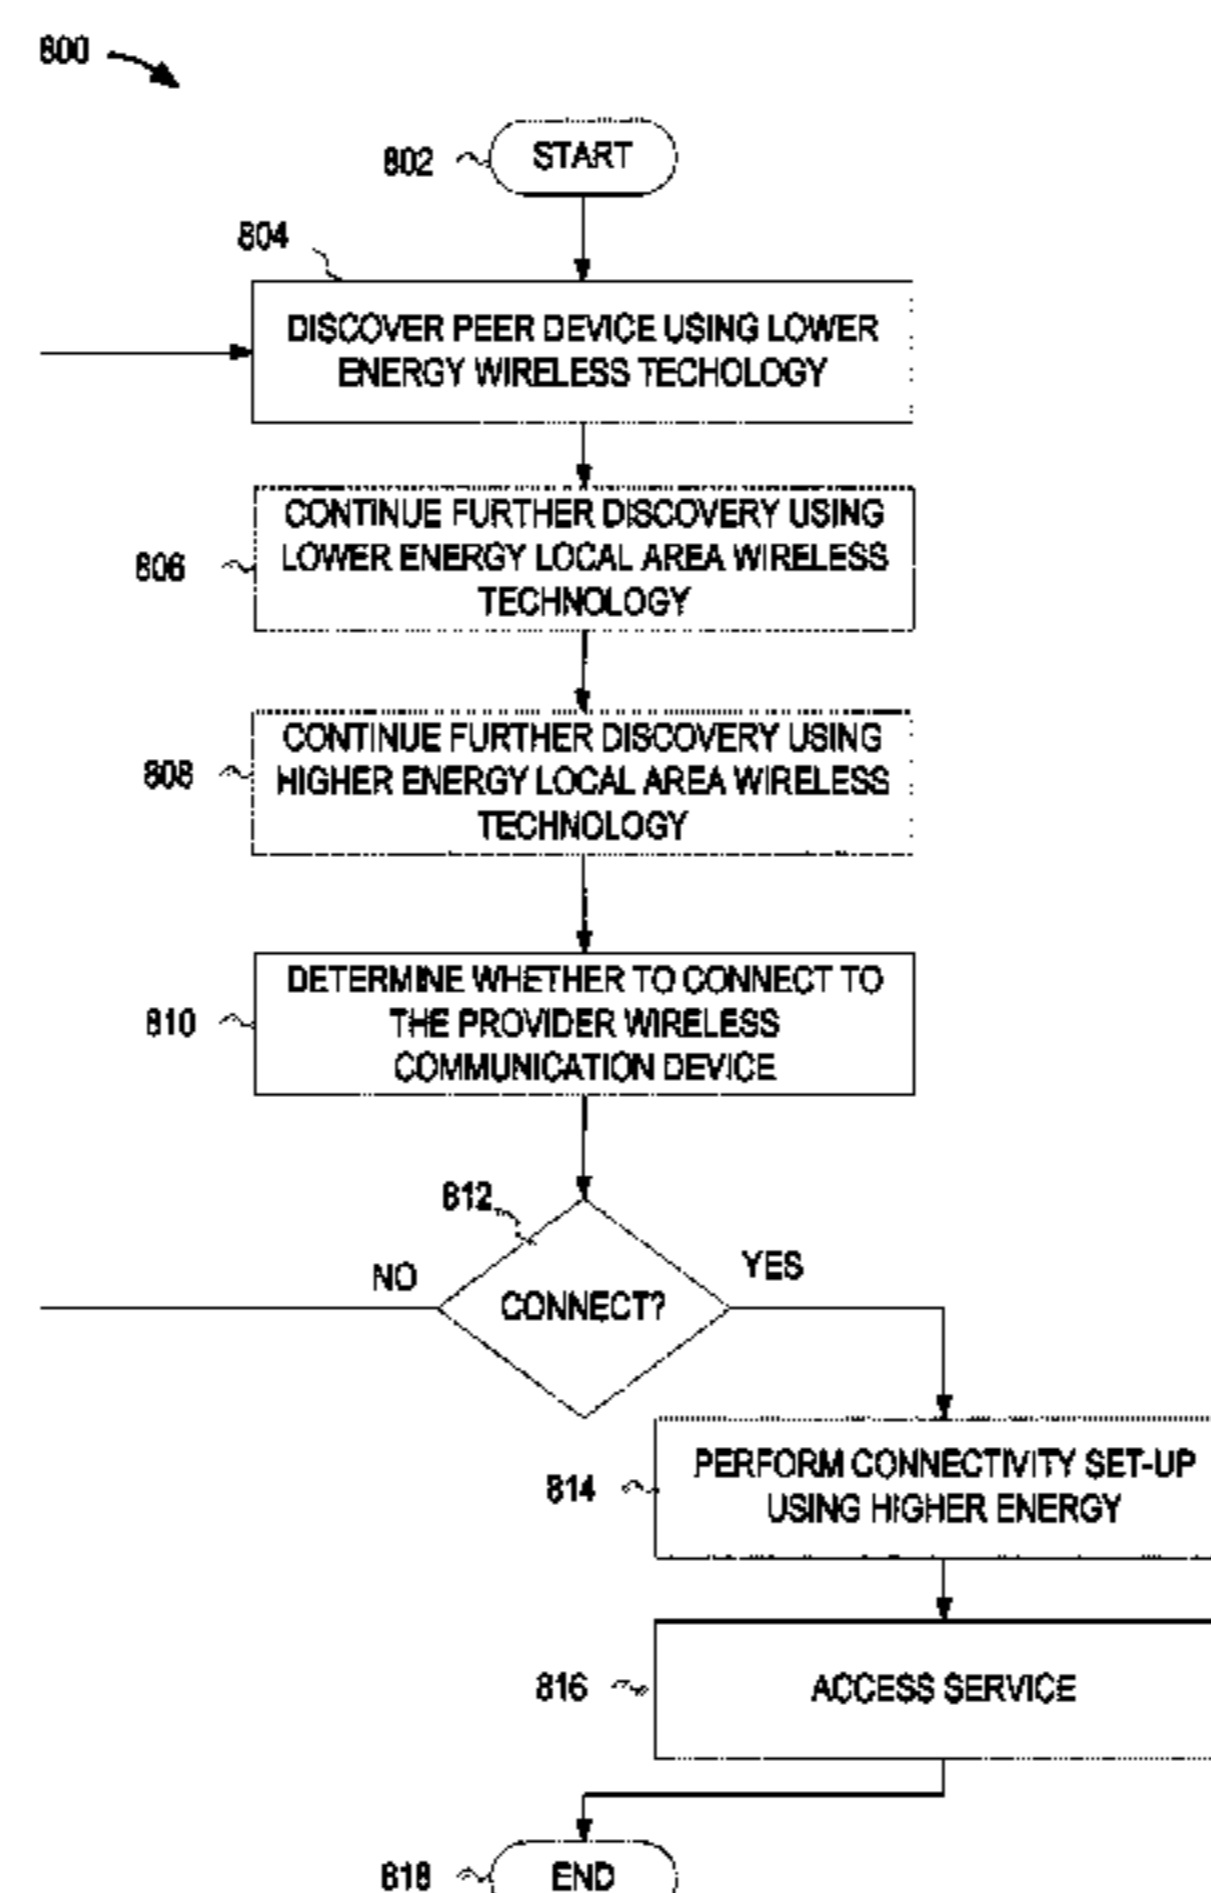 800
802
START
804
DISCOVER PEER DEVICE USING LOWER
ENERGY WIRELESS TECHOLOGY
CONTINUE FURTHER DISCOVERY USING
LOWER ENERGY LOCAL AREA WIRELESS
TECHNOLOGY
806
CONTINUE FURTHER DISCOVERY USING
HIGHER ENERGY LOCAL AREA WIRELESS
TECHNOLOGY
808
DETERMINE WHETHER TO CONNECT TO
THE PROVIDER WIRELESS
COMMUNICATION DEVICE
810
812
NO
YES
CONNECT?
PERFORM CONNECTIVITY SET-UP
USING HIGHER ENERGY
814
816
ACCESS SERVICE
818
END